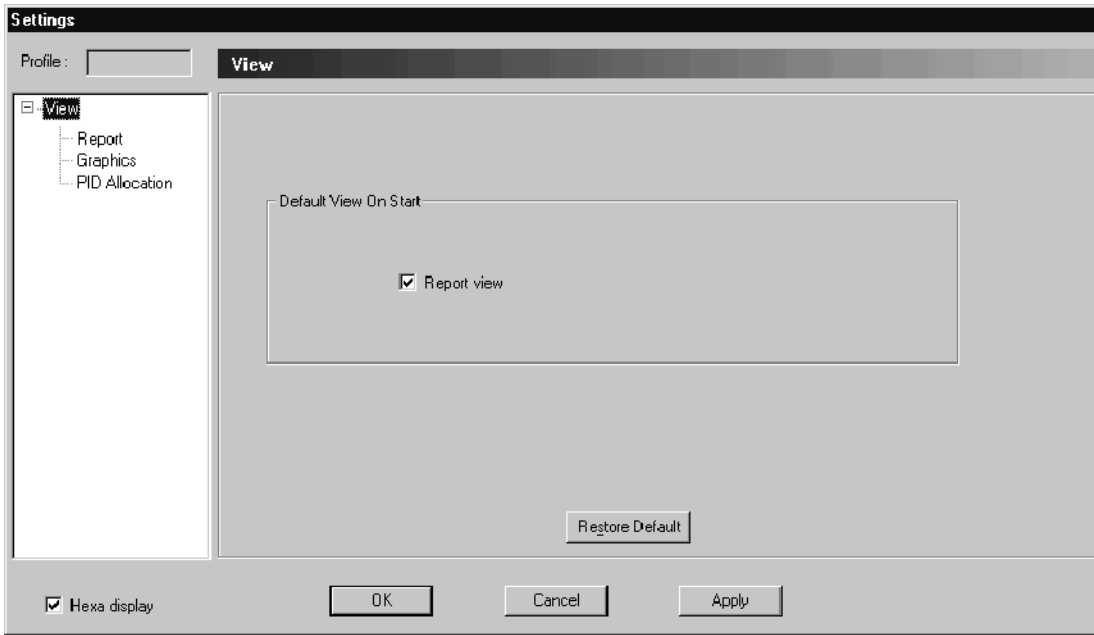 Settings
Profile :
View
View
Report
Graphics
PID Allocation
Default View On Start
Report view
Restore Default
Hexa display
OK
Cancel
Apply